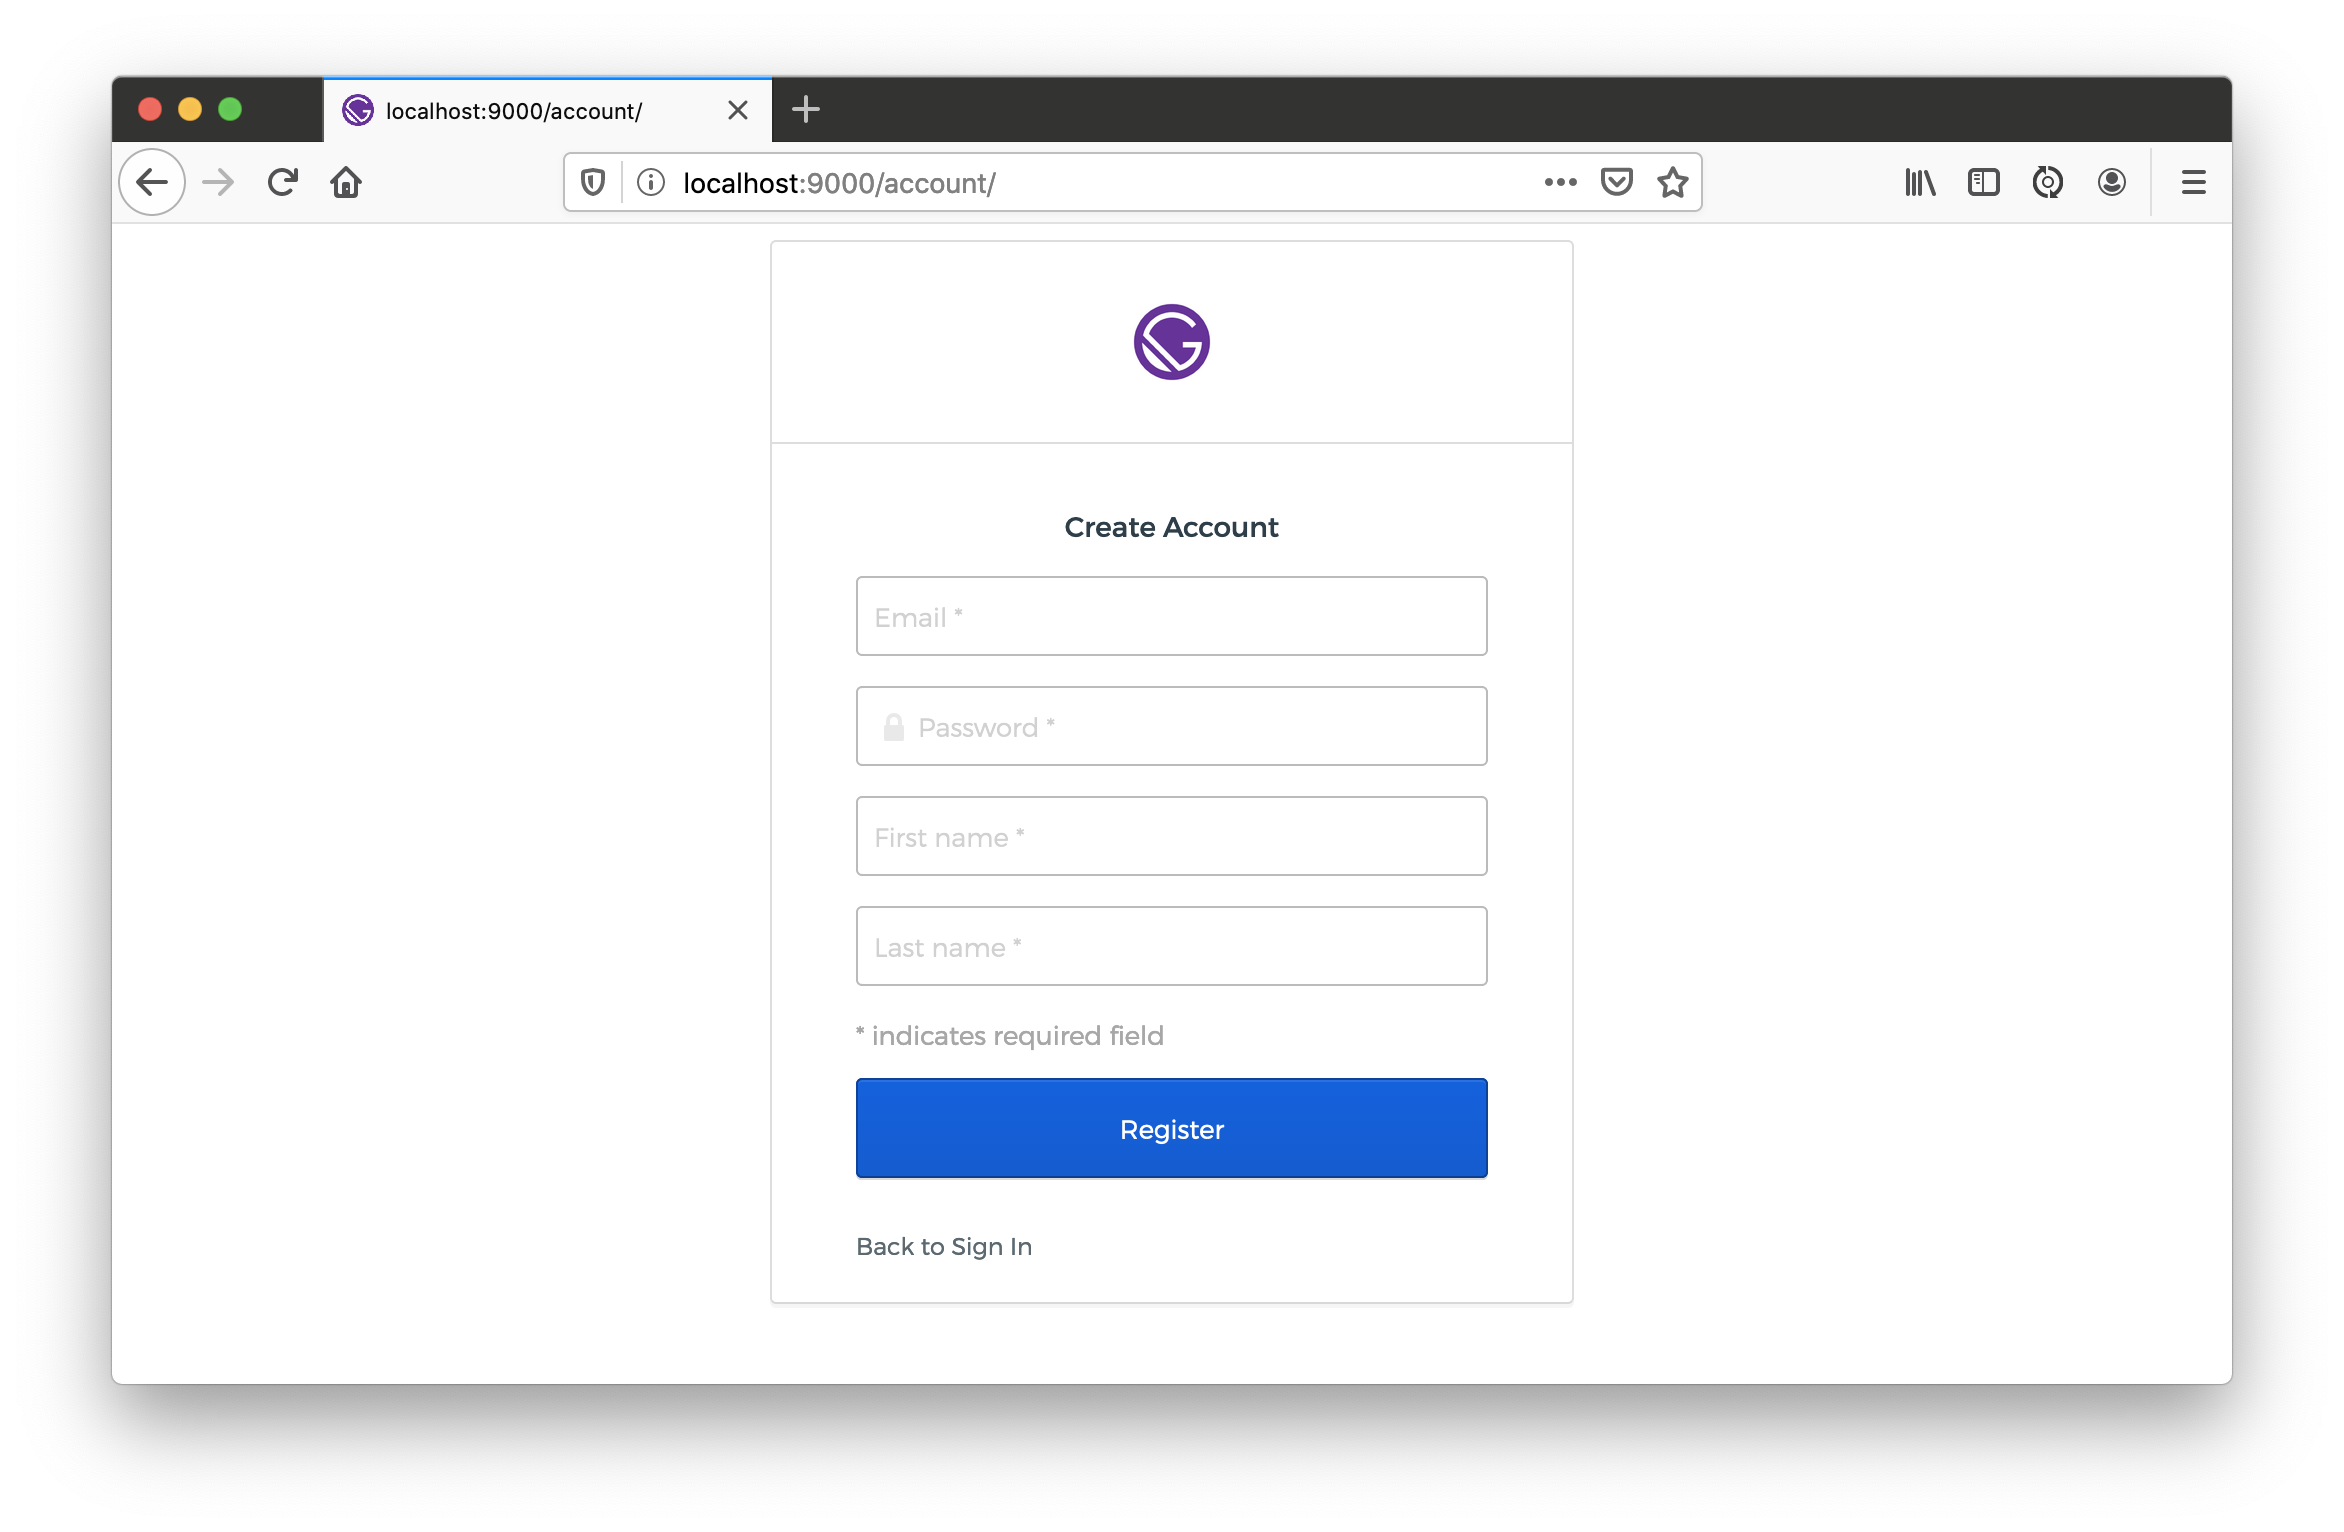 localhost:9000/account/
localhost:9000/account/
Create Account
Email *
Password *
First name *
Last name *
* indicates required field
Register
Back to Sign In